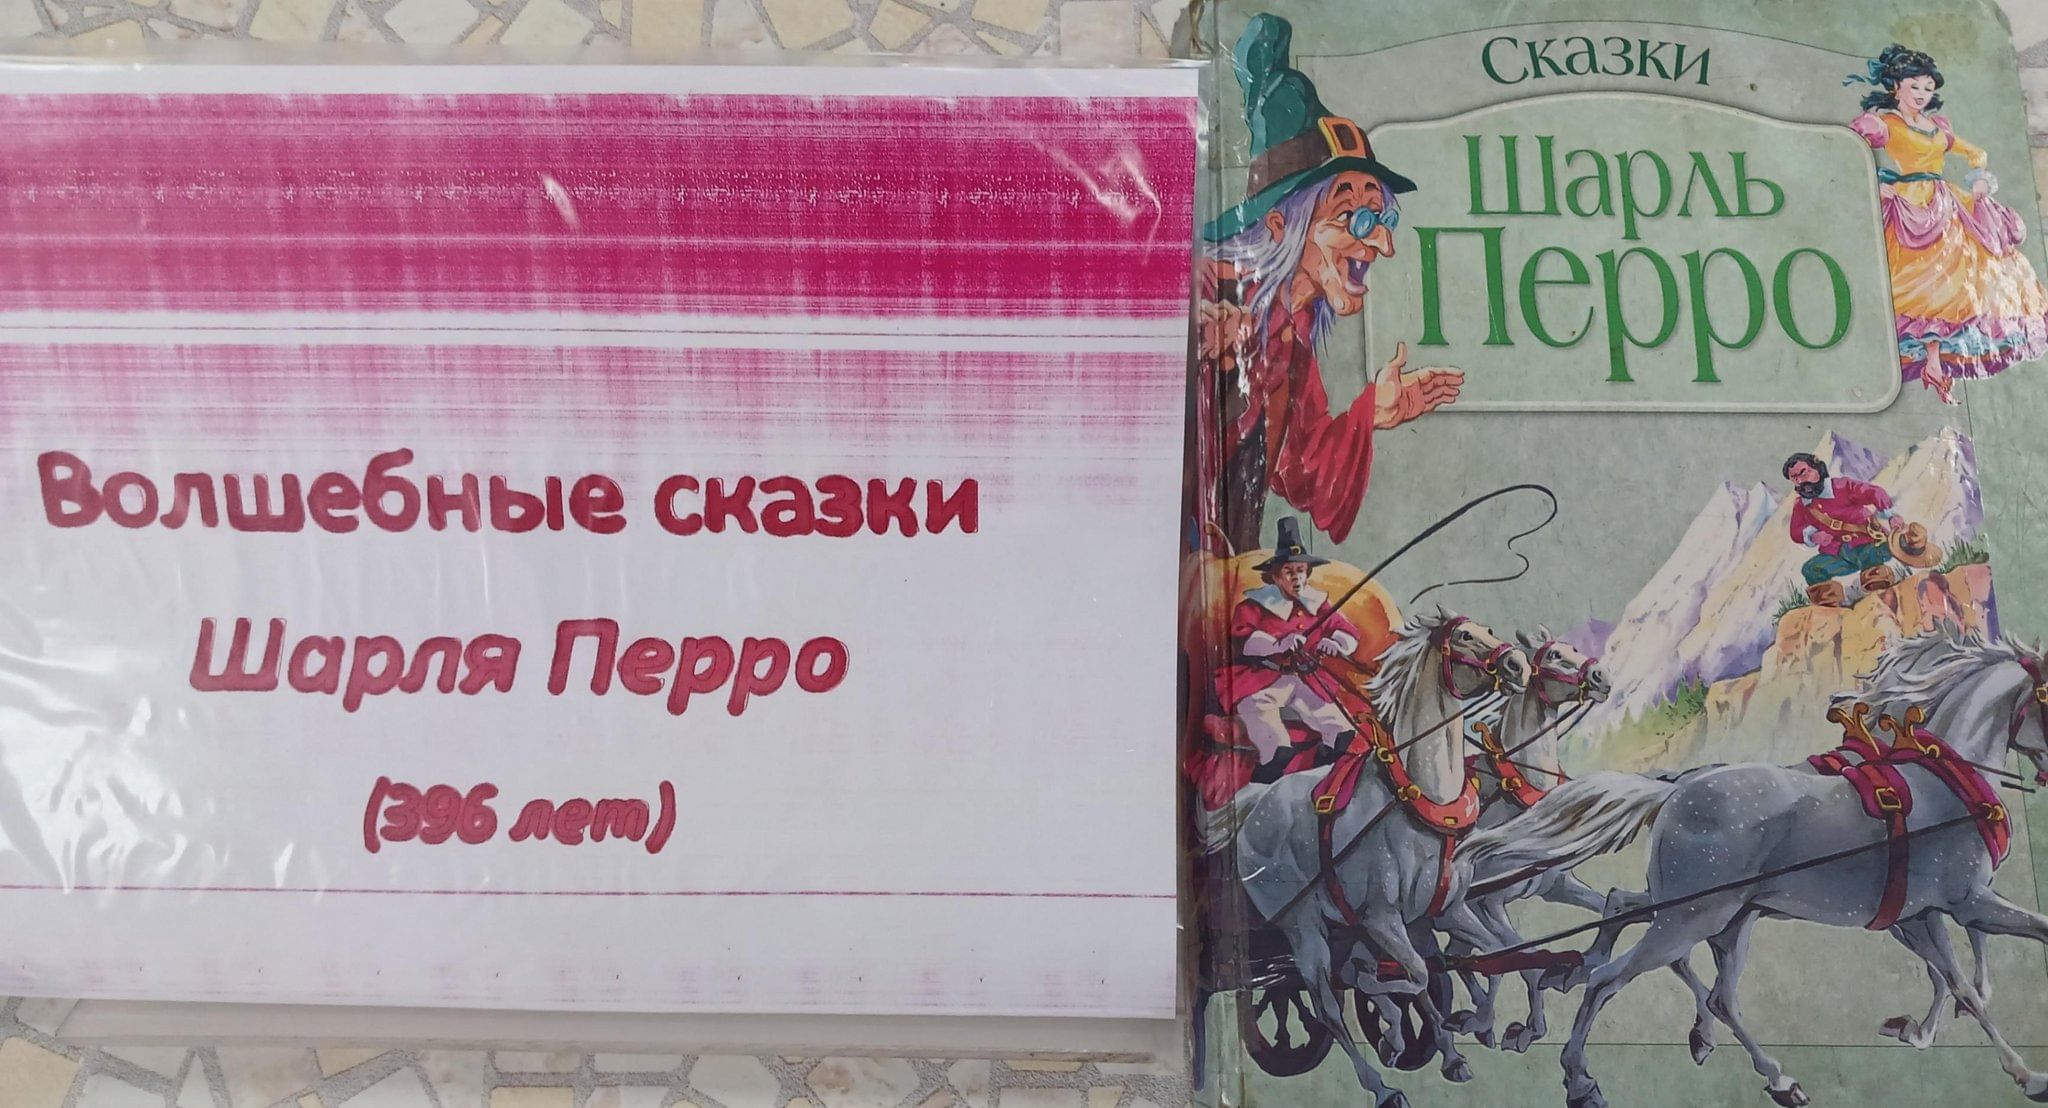 Волшебные сказки
Шарля Перро
(396 лет)
Сказки
Шарль
Перро